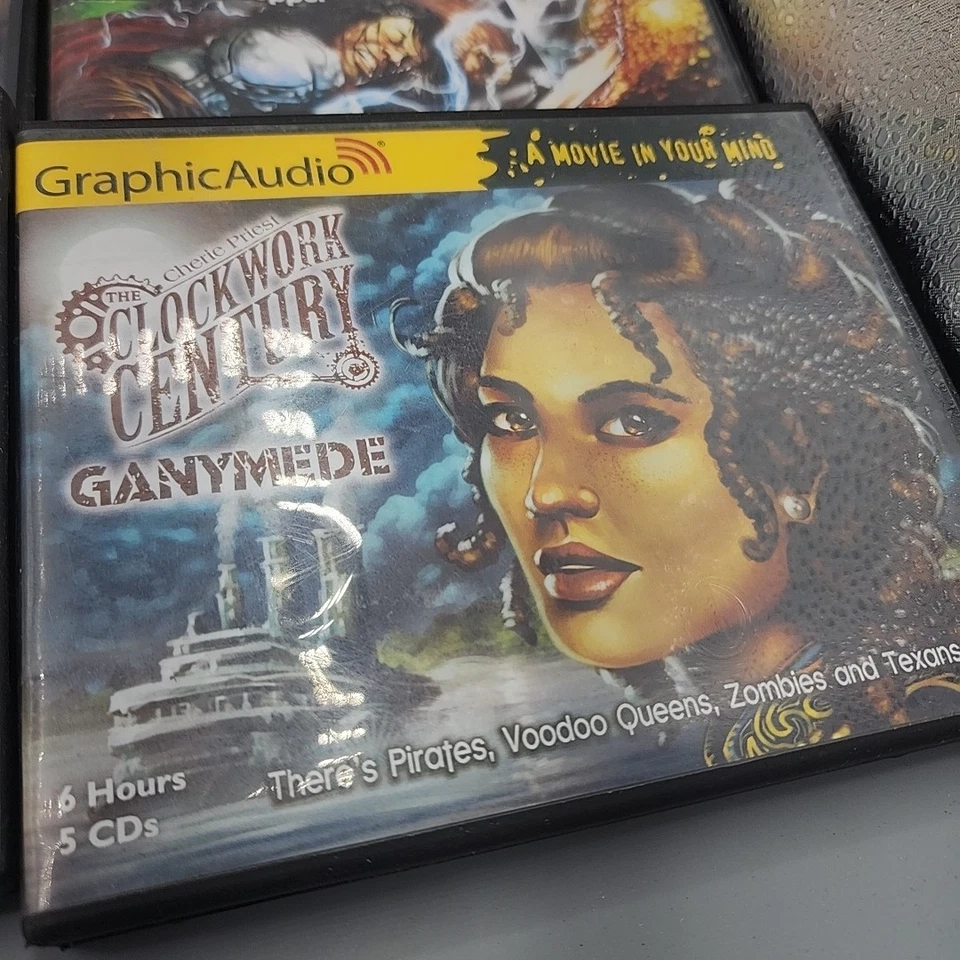 GraphicAudio®
A MOVIE IN YOUR MIND
Cherie Priest
THE
CLOCKWORK
CENTURY
GANYMEDE
There's Pirates, Voodoo Queens, Zombies and Texans
6 Hours
5 CDs